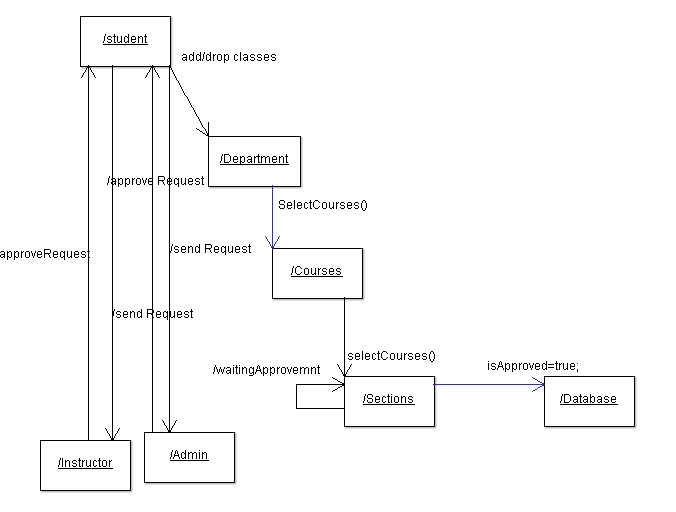 /student
add/drop classes
/Department
/approve Request
SelectCourses()
approveRequest
/send Request
/Courses
/send Request
selectCourses()
/waitingApprovemnt
isApproved=true;
/Sections
/Database
/Instructor
/Admin